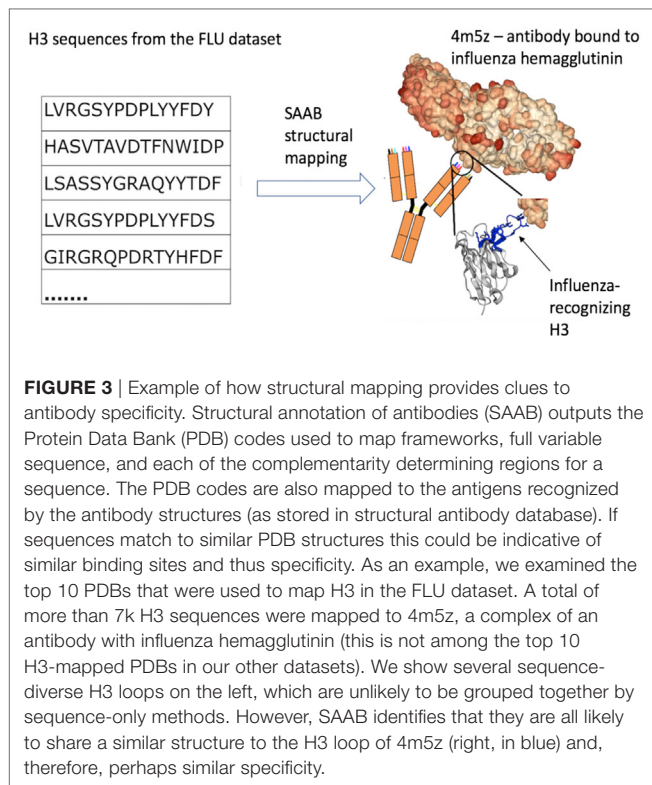 H3 sequences from the FLU dataset
4m5z – antibody bound to
influenza hemagglutinin
LVRGSYPDPLYYFDY
HASVTAVDTFNWIDP
LSASSYGRAQYYTDF
LVRGSYPDPLYYFDS
GIRGRQPDRTYHFDF
.......
SAAB
structural
mapping
Influenza-
recognizing
H3
FIGURE 3 | Example of how structural mapping provides clues to
antibody specificity. Structural annotation of antibodies (SAAB) outputs the
Protein Data Bank (PDB) codes used to map frameworks, full variable
sequence, and each of the complementarity determining regions for a
sequence. The PDB codes are also mapped to the antigens recognized
by the antibody structures (as stored in structural antibody database). If
sequences match to similar PDB structures this could be indicative of
similar binding sites and thus specificity. As an example, we examined the
top 10 PDBs that were used to map H3 in the FLU dataset. A total of
more than 7k H3 sequences were mapped to 4m5z, a complex of an
antibody with influenza hemagglutinin (this is not among the top 10
H3-mapped PDBs in our other datasets). We show several sequence-
diverse H3 loops on the left, which are unlikely to be grouped together by
sequence-only methods. However, SAAB identifies that they are all likely
to share a similar structure to the H3 loop of 4m5z (right, in blue) and,
therefore, perhaps similar specificity.